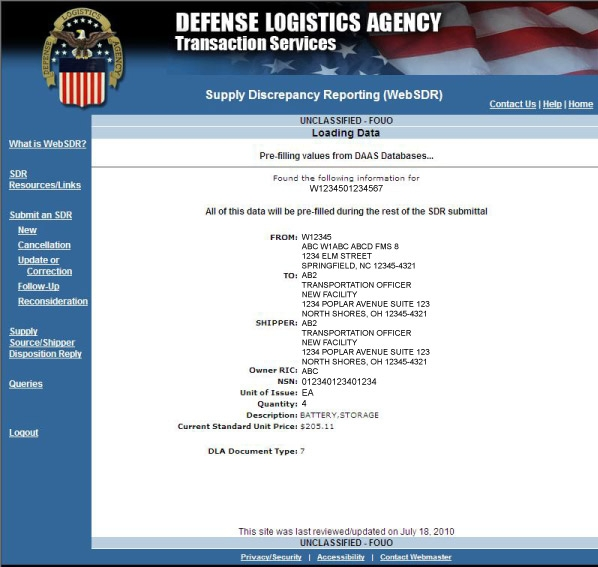 DEFENSE LOGISTICS AGENCY
Transaction Services
DEFENSE LOGISTICS AGENCY
Supply Discrepancy Reporting (WebSDR)
Contact Us | Help | Home
UNCLASSIFIED - FOUO
Loading Data
What is WebSDR?
SDR
Resources/Links
Submit an SDR
New
Cancellation
Update or
Correction
Follow-Up
Reconsideration
Supply
Source/Shipper
Disposition Reply
Queries
Logout
Pre-filling values from DAAS Databases...
Found the following information for
W1234501234567
All of this data will be pre-filled during the rest of the SDR submittal
FROM: W12345
ABC W1ABC ABCD FMS 8
1234 ELM STREET
SPRINGFIELD, NC 12345-4321
TO: AB2
TRANSPORTATION OFFICER
NEW FACILITY
1234 POPLAR AVENUE SUITE 123
NORTH SHORES, OH 12345-4321
SHIPPER: AB2
TRANSPORTATION OFFICER
NEW FACILITY
1234 POPLAR AVENUE SUITE 123
NORTH SHORES, OH 12345-4321
Owner RIC: ABC
NSN: 012340123401234
Unit of Issue: EA
Quantity: 4
Description: BATTERY,STORAGE
Current Standard Unit Price: $205.11
DLA Document Type: 7
This site was last reviewed/updated on July 18, 2010
UNCLASSIFIED - FOUO
Privacy/Security | Accessibility | Contact Webmaster